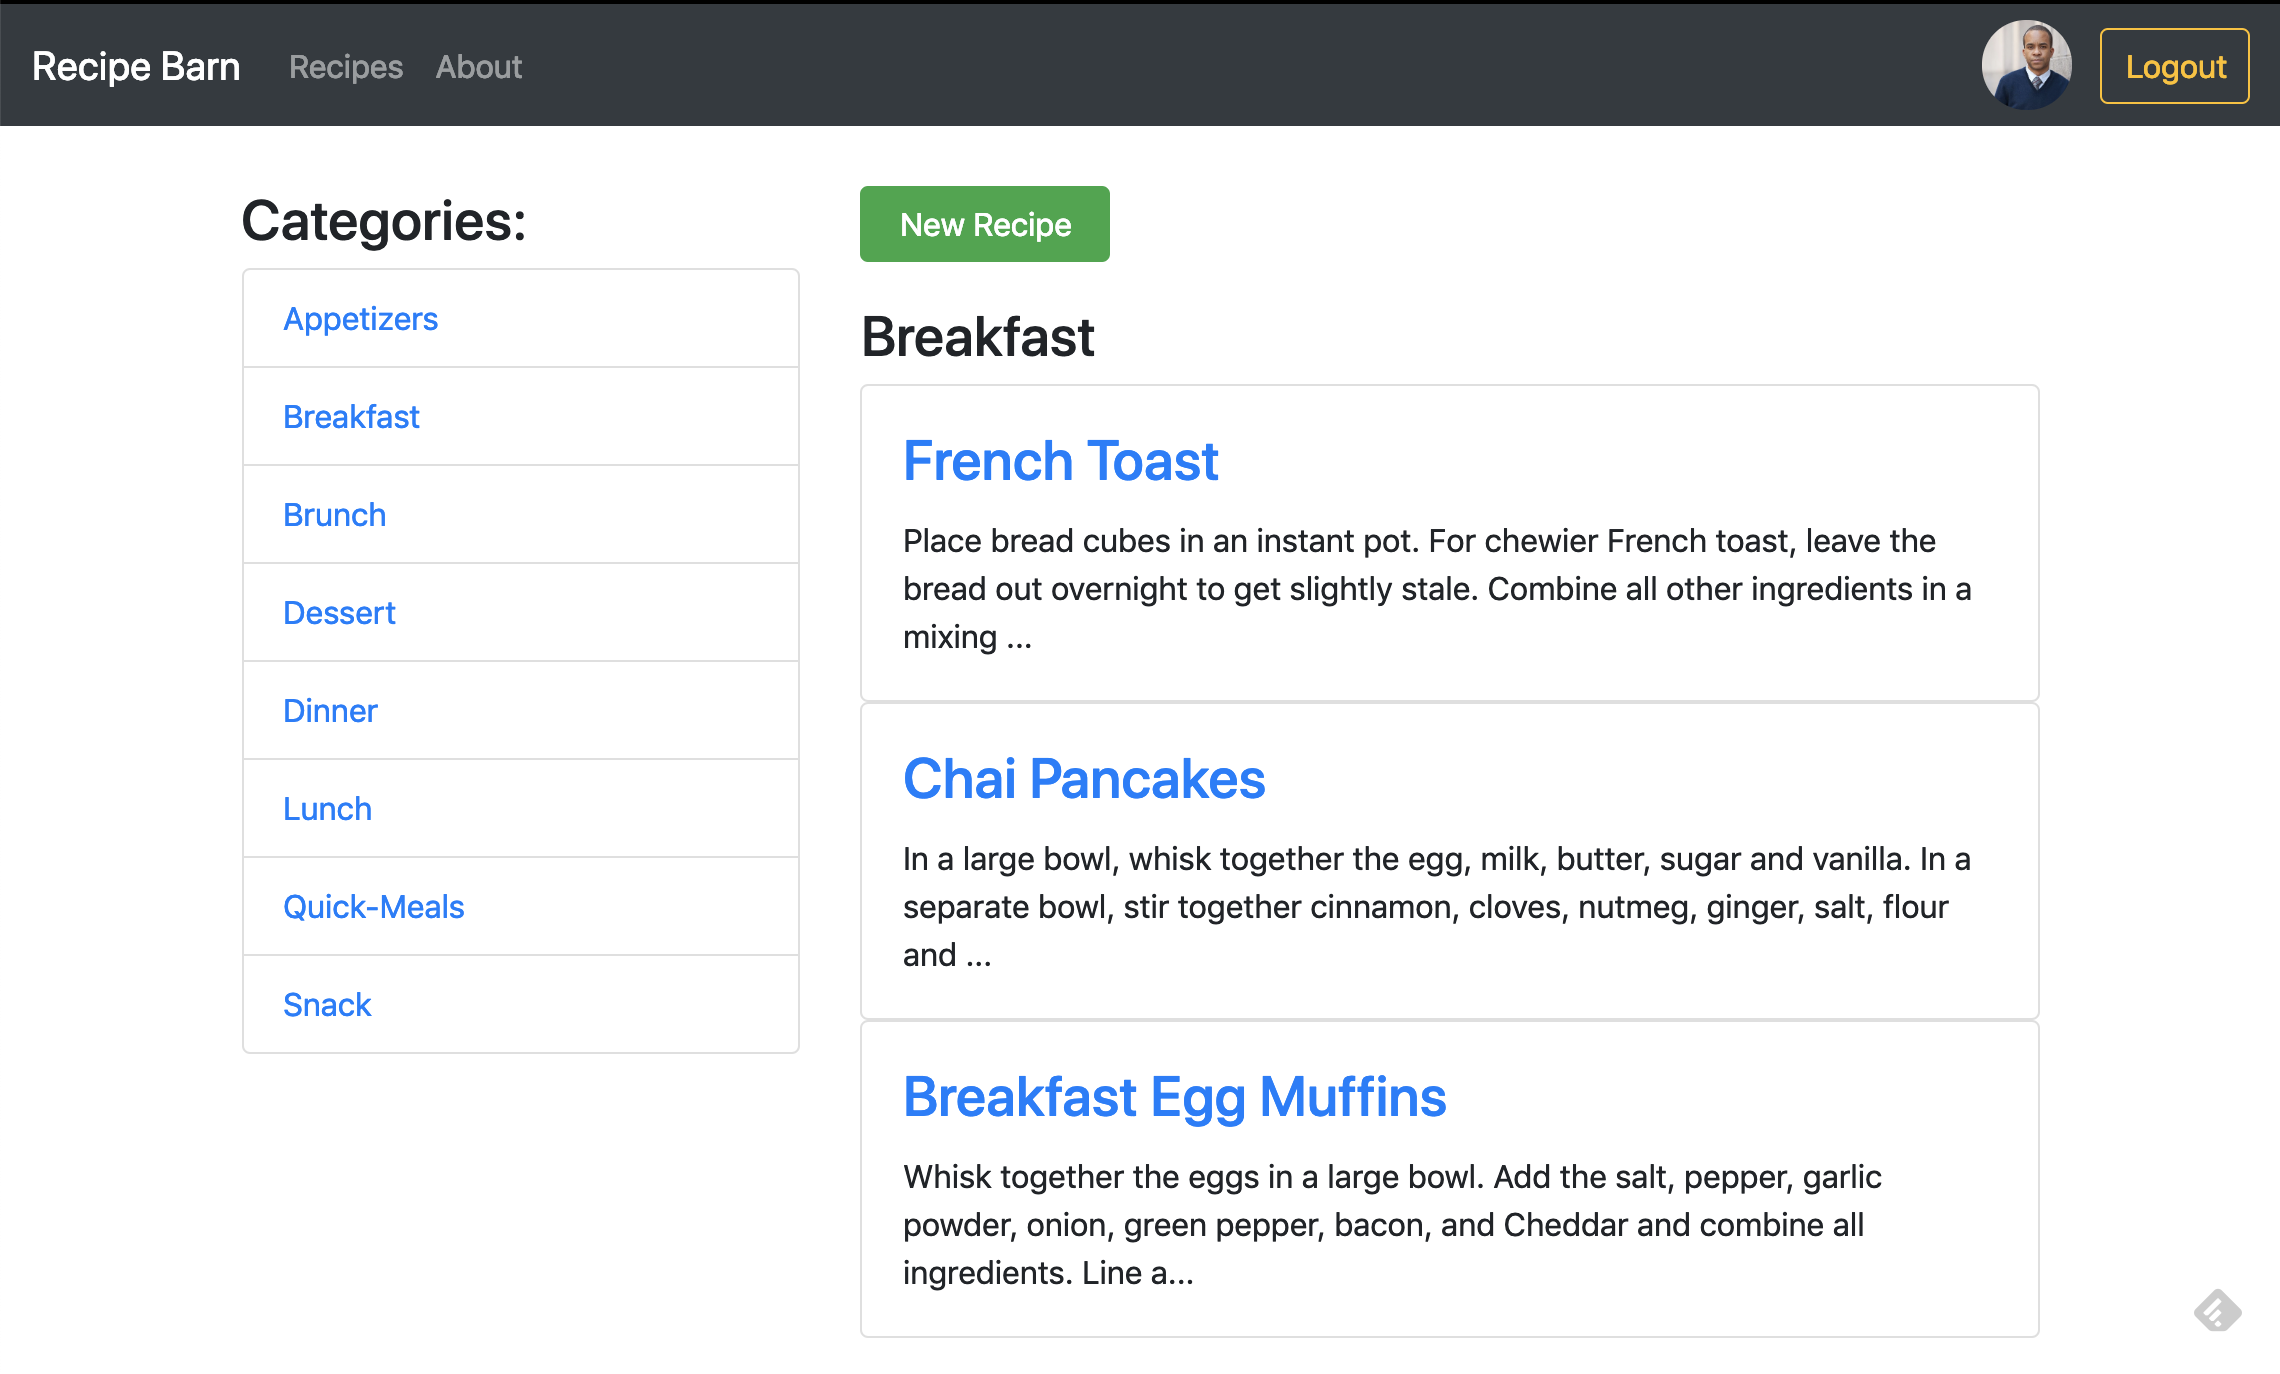 Recipe Barn Recipes About Logout
Categories:
Appetizers
Breakfast
Brunch
Dessert
Dinner
Lunch
Quick-Meals
Snack
New Recipe
Breakfast
French Toast
Place bread cubes in an instant pot. For chewier French toast, leave the
bread out overnight to get slightly stale. Combine all other ingredients in a
mixing ...
Chai Pancakes
In a large bowl, whisk together the egg, milk, butter, sugar and vanilla. In a
separate bowl, stir together cinnamon, cloves, nutmeg, ginger, salt, flour
and ...
Breakfast Egg Muffins
Whisk together the eggs in a large bowl. Add the salt, pepper, garlic
powder, onion, green pepper, bacon, and Cheddar and combine all
ingredients. Line a...